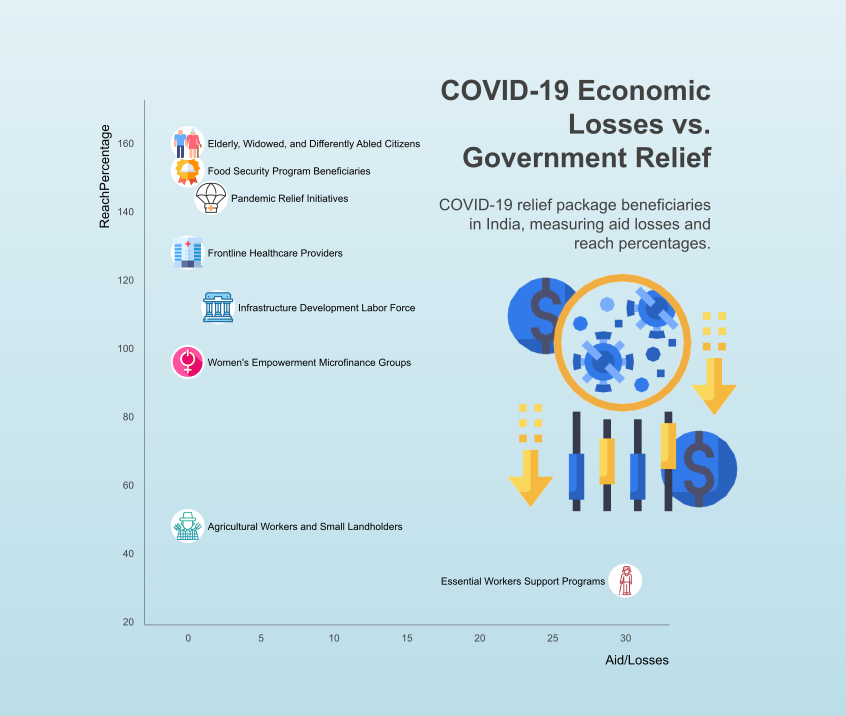 COVID-19 Economic
Losses vs.
Government Relief
COVID-19 relief package beneficiaries
in India, measuring aid losses and
reach percentages.
ReachPercentage
160
140
120
100
80
60
40
20
Elderly, Widowed, and Differently Abled Citizens
Food Security Program Beneficiaries
Pandemic Relief Initiatives
Frontline Healthcare Providers
Infrastructure Development Labor Force
Women's Empowerment Microfinance Groups
Agricultural Workers and Small Landholders
Essential Workers Support Programs
0
5
10
15
20
25
30
Aid/Losses